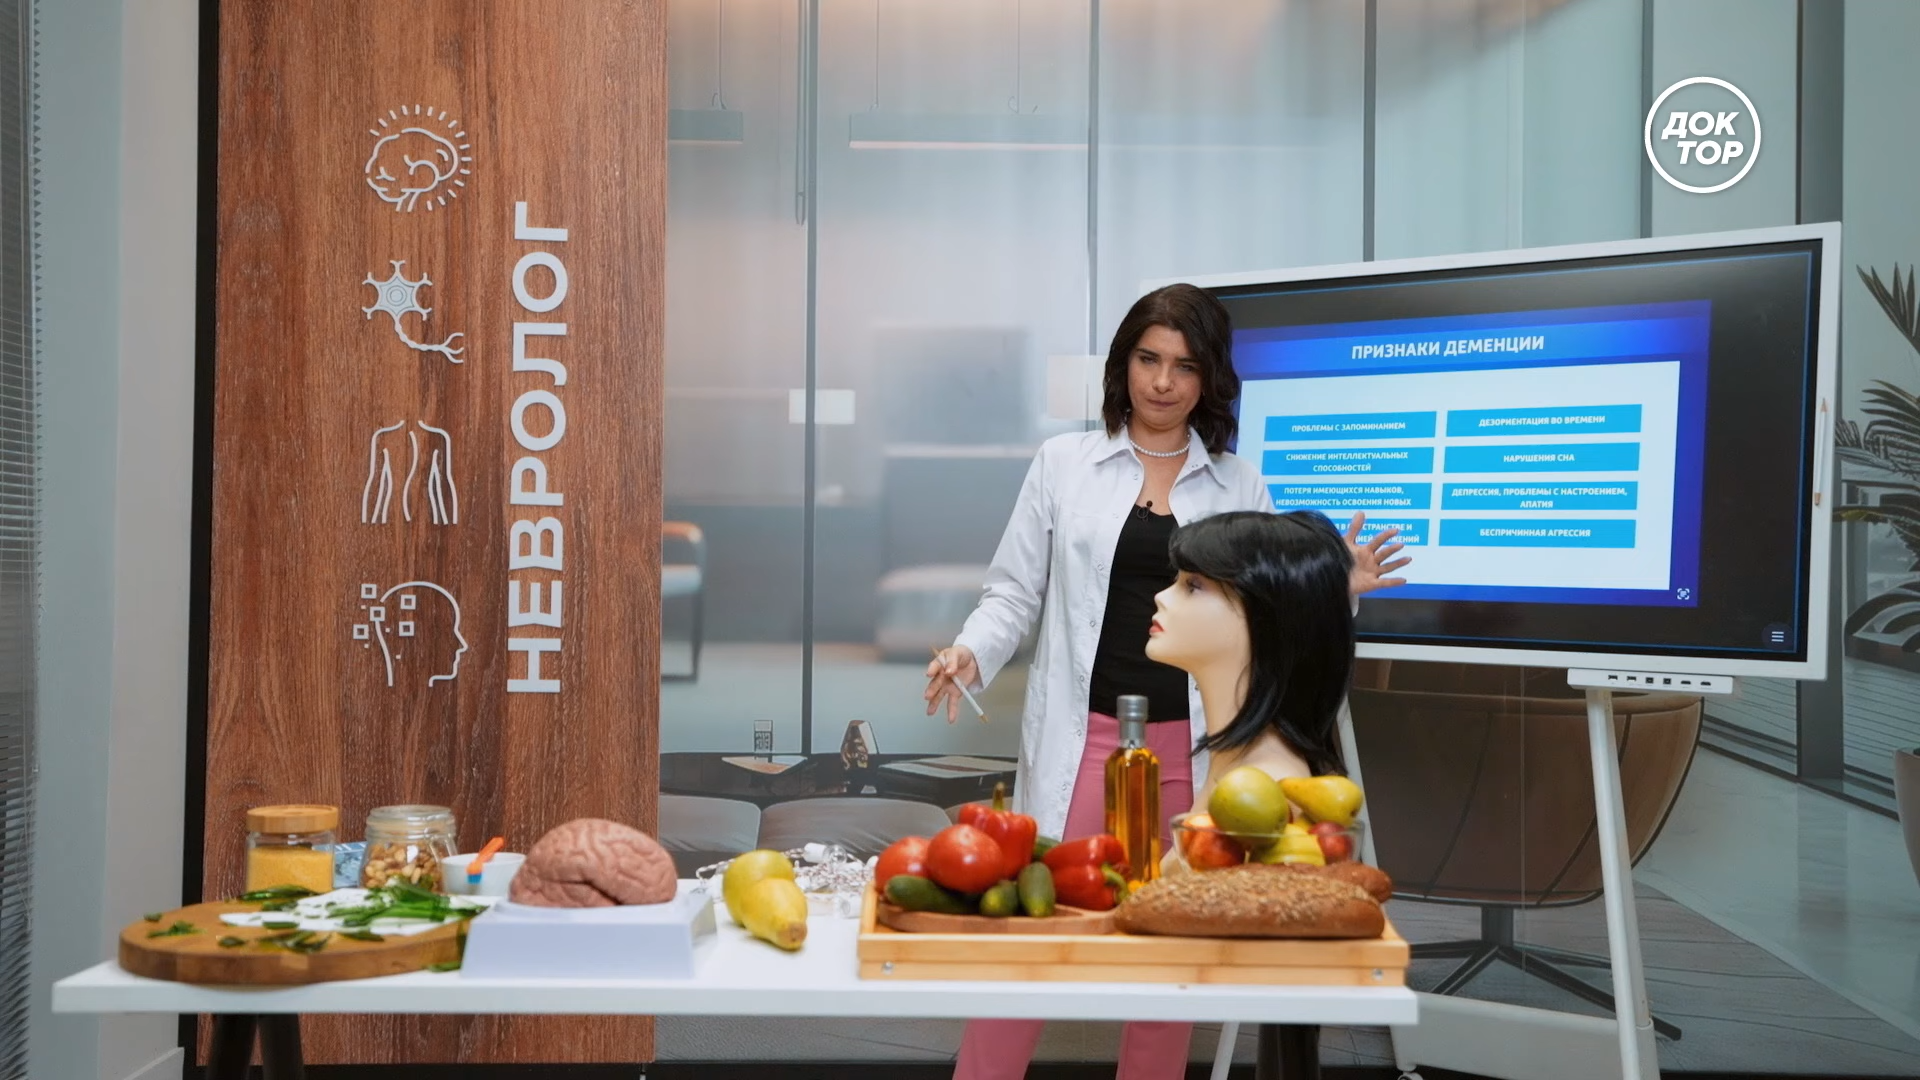 ДОК
ТОР
НЕВРОЛОГ
ПРИЗНАКИ ДЕМЕНЦИИ
ПРОБЛЕМЫ С ЗАПОМИНАНИЕМ
ДЕЗОРИЕНТАЦИЯ ВО ВРЕМЕНИ
СНИЖЕНИЕ ИНТЕЛЛЕКТУАЛЬНЫХ
СПОСОБНОСТЕЙ
НАРУШЕНИЯ СНА
ПОТЕРЯ ИМЕЮЩИХСЯ НАВЫКОВ,
НЕВОЗМОЖНОСТЬ ОСВОЕНИЯ НОВЫХ
ДЕПРЕССИЯ, ПРОБЛЕМЫ С НАСТРОЕНИЕМ,
АПАТИЯ
БЕСПРИЧИННАЯ АГРЕССИЯ